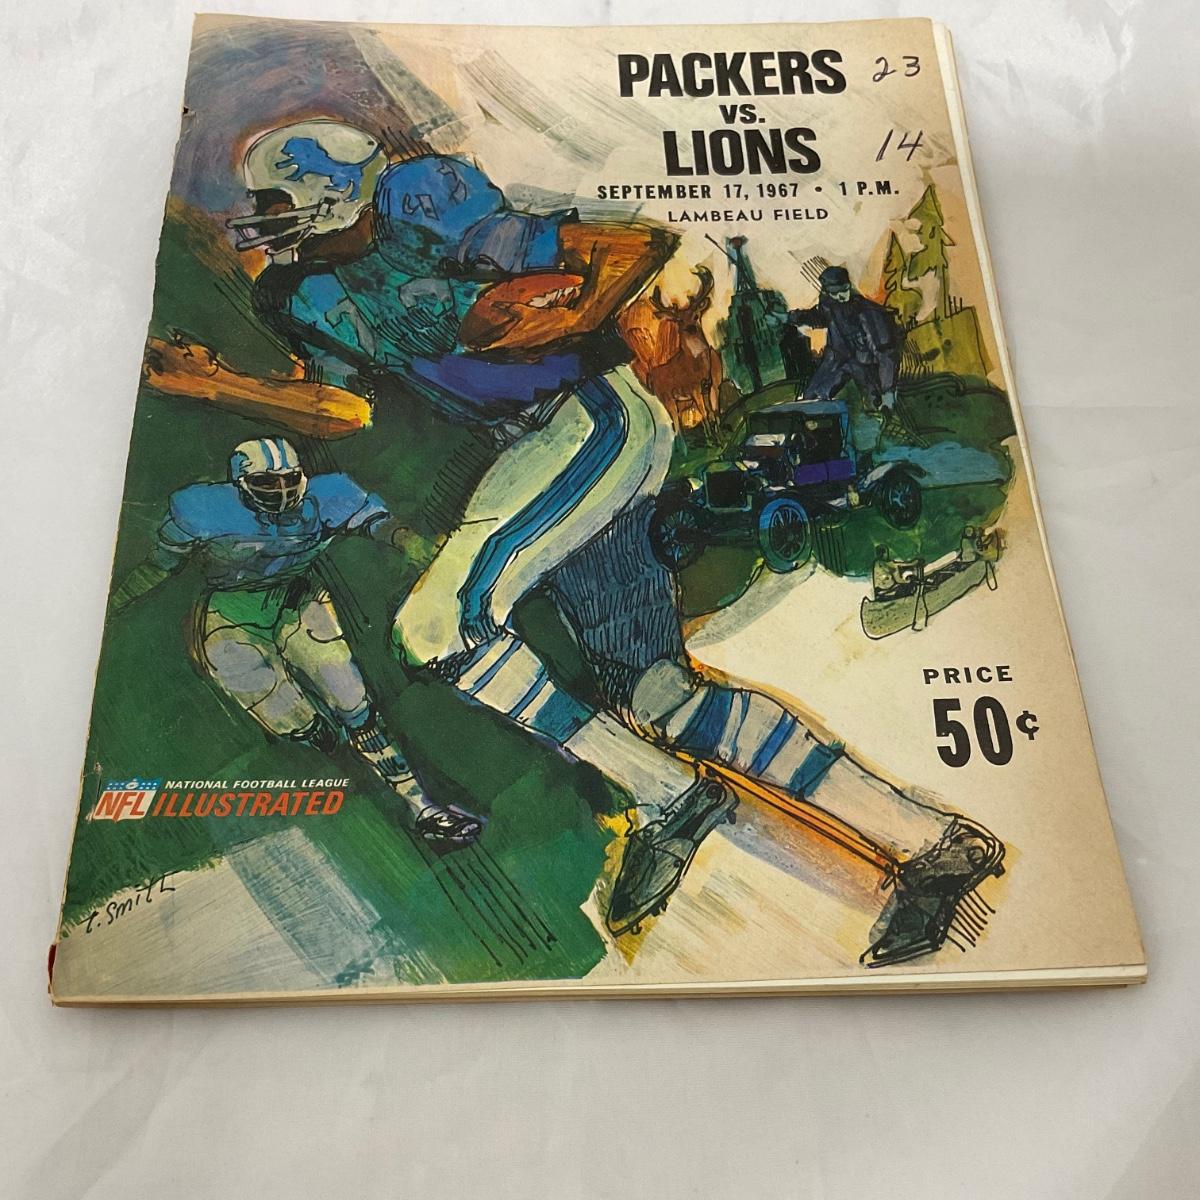 PACKERS 23
VS.
LIONS 14
SEPTEMBER 17, 1967 • 1 P.M.
LAMBEAU FIELD
PRICE
50¢
NATIONAL FOOTBALL LEAGUE
NFL ILLUSTRATED
t. Smith